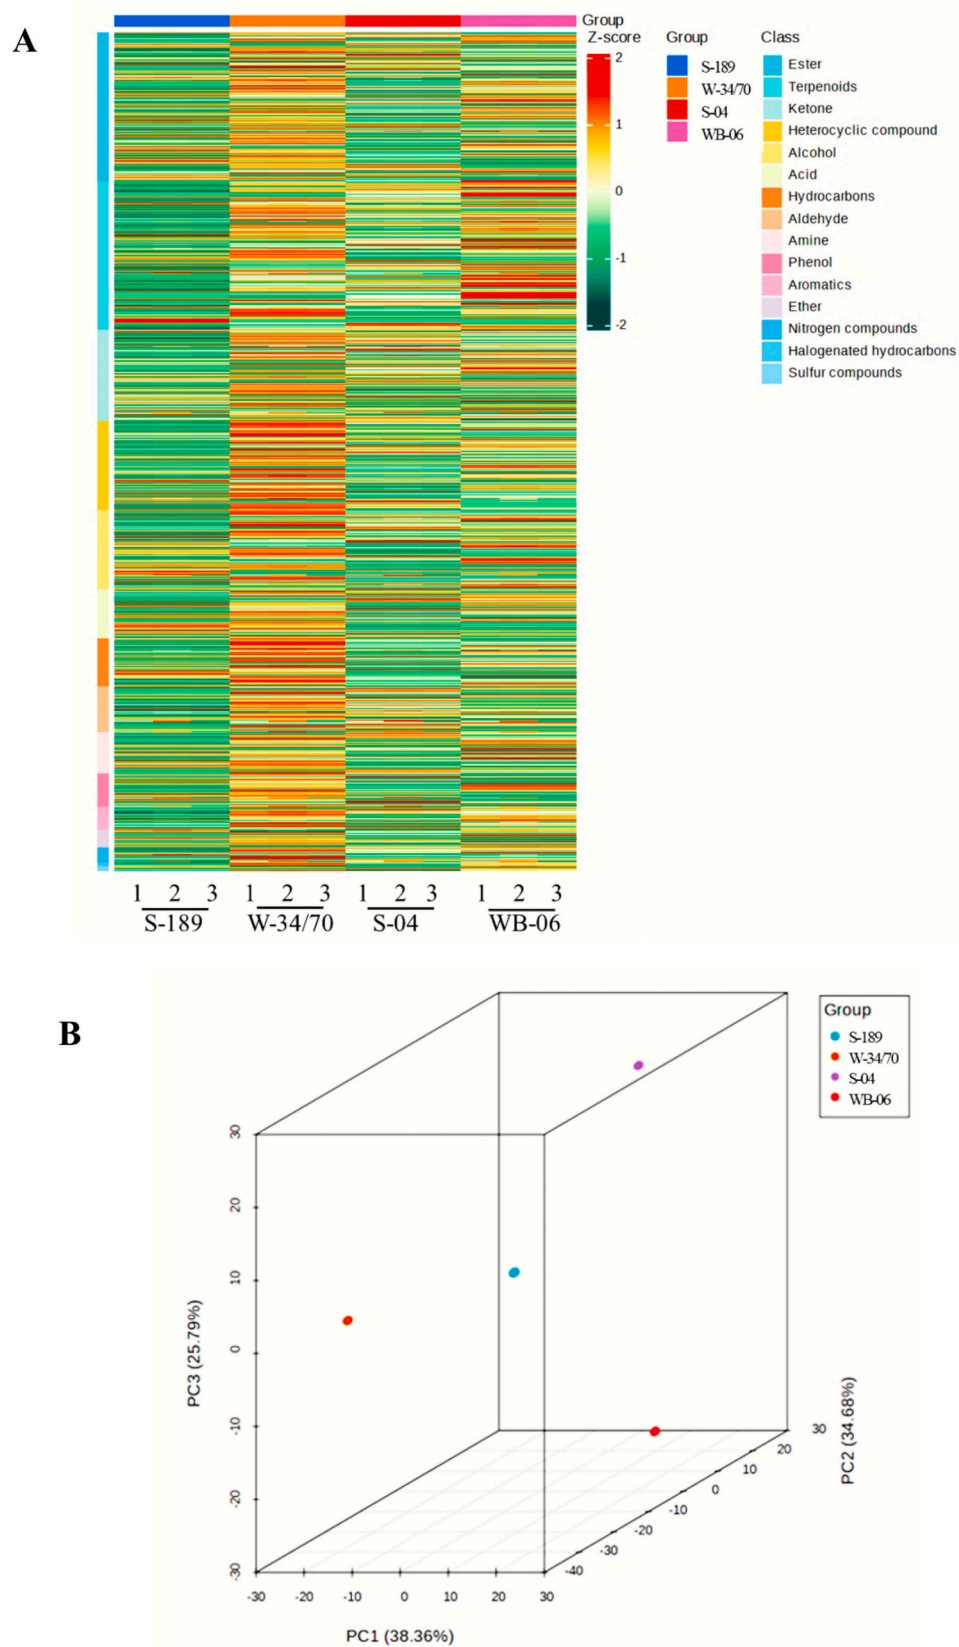 A
Group
Z-score
2
1
0
-1
-2
Group
S-189
W-34/70
S-04
WB-06
Class
Ester
Terpenoids
Ketone
Heterocyclic compound
Alcohol
Acid
Hydrocarbons
Aldehyde
Amine
Phenol
Aromatics
Ether
Nitrogen compounds
Halogenated hydrocarbons
Sulfur compounds
1 2 3 1 2 3 1 2 3 1 2 3
S-189 W-34/70 S-04 WB-06
B
Group
S-189
W-34/70
S-04
WB-06
PC3 (25.79%)
30
20
10
0
-10
-20
-30
-30 -20 -10 0 10 20 30
PC1 (38.36%)
-40
-30
-20
-10
0
10
20
30
PC2 (34.68%)